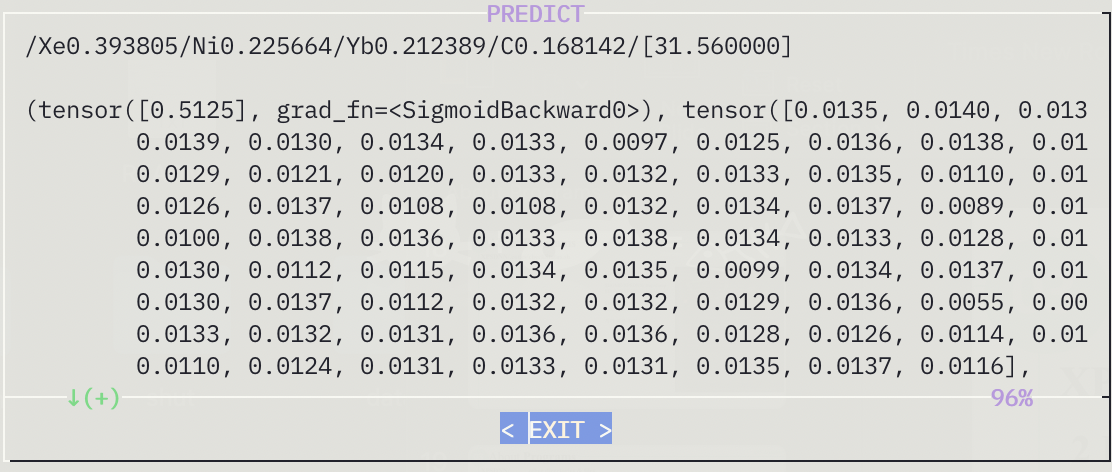 PREDICT
/Xe0.393805/Ni0.225664/Yb0.212389/C0.168142/[31.560000]
(tensor([0.5125], grad_fn=<SigmoidBackward0>), tensor([0.0135, 0.0140, 0.013
0.0139, 0.0130, 0.0134, 0.0133, 0.0097, 0.0125, 0.0136, 0.0138, 0.01
0.0129, 0.0121, 0.0120, 0.0133, 0.0132, 0.0133, 0.0135, 0.0110, 0.01
0.0126, 0.0137, 0.0108, 0.0108, 0.0132, 0.0134, 0.0137, 0.0089, 0.01
0.0100, 0.0138, 0.0136, 0.0133, 0.0138, 0.0134, 0.0133, 0.0128, 0.01
0.0130, 0.0112, 0.0115, 0.0134, 0.0135, 0.0099, 0.0134, 0.0137, 0.01
0.0130, 0.0137, 0.0112, 0.0132, 0.0132, 0.0129, 0.0136, 0.0055, 0.00
0.0133, 0.0132, 0.0131, 0.0136, 0.0136, 0.0128, 0.0126, 0.0114, 0.01
0.0110, 0.0124, 0.0131, 0.0133, 0.0131, 0.0135, 0.0137, 0.0116],
↓(+) 96%
< EXIT >